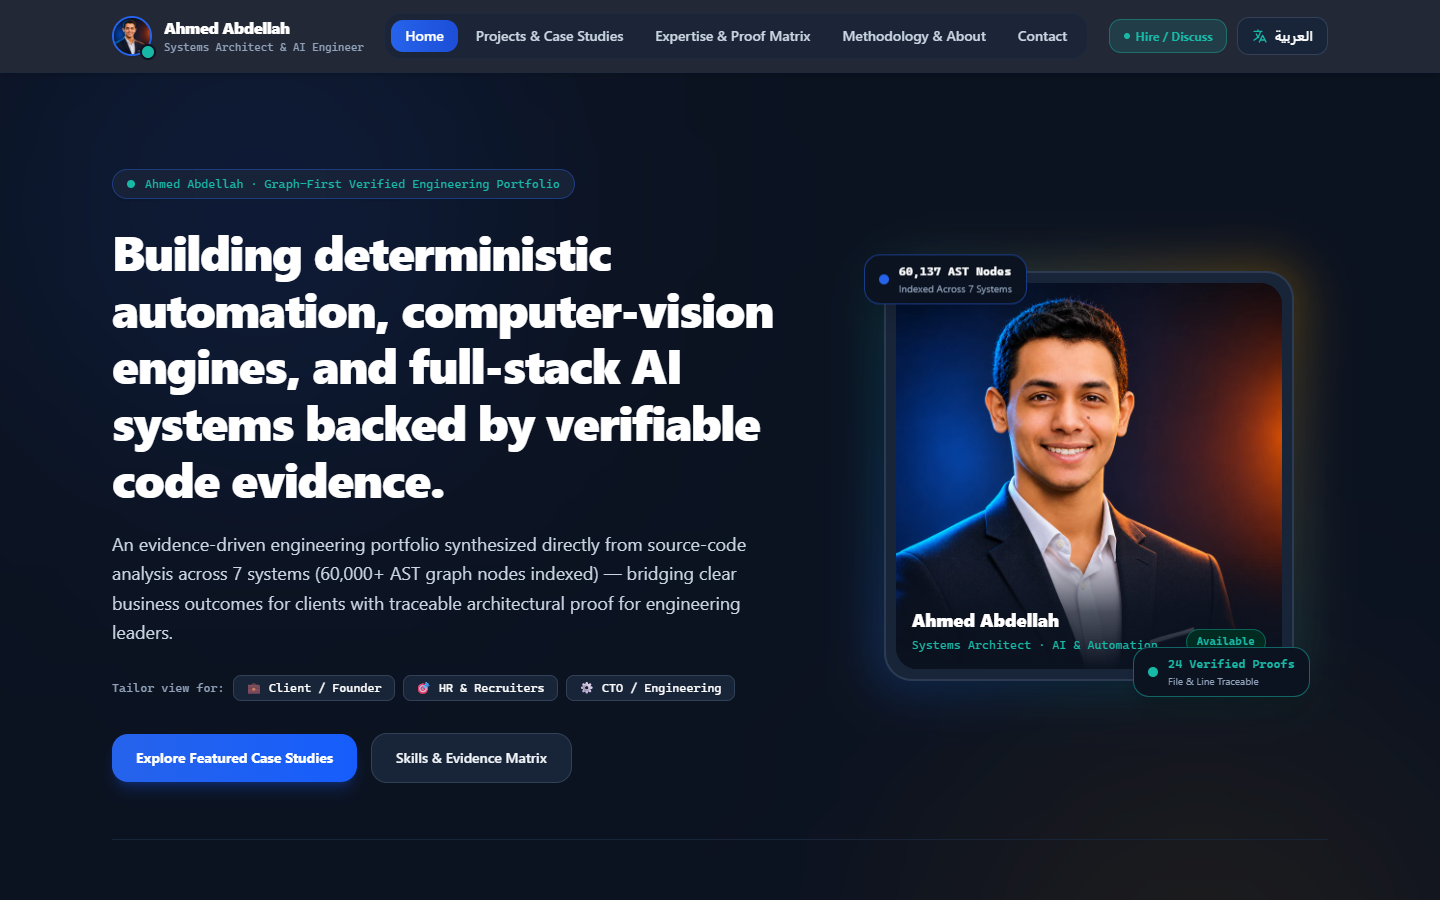 Ahmed Abdellah
Systems Architect & AI Engineer
Home
Projects & Case Studies
Expertise & Proof Matrix
Methodology & About
Contact
Hire / Discuss
العربية
Ahmed Abdellah · Graph-First Verified Engineering Portfolio
Building deterministic
automation, computer-vision
engines, and full-stack AI
systems backed by verifiable
code evidence.
An evidence-driven engineering portfolio synthesized directly from source-code
analysis across 7 systems (60,000+ AST graph nodes indexed) — bridging clear
business outcomes for clients with traceable architectural proof for engineering
leaders.
Tailor view for:
Client / Founder
HR & Recruiters
CTO / Engineering
Explore Featured Case Studies
Skills & Evidence Matrix
60,137 AST Nodes
Indexed Across 7 Systems
Ahmed Abdellah
Systems Architect · AI & Automation
Available
24 Verified Proofs
File & Line Traceable